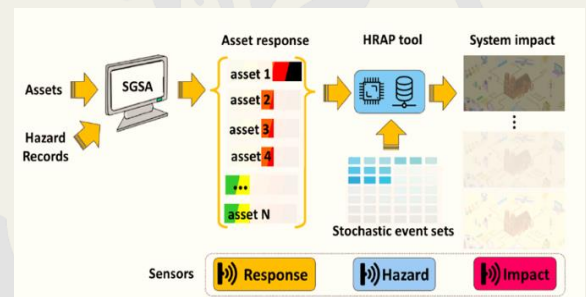 Asset response
HRAP tool
System impact
Assets
Hazard
Records
SGSA
asset 1
asset 2
asset 3
asset 4
...
asset N
Stochastic event sets
Sensors
Response
Hazard
Impact